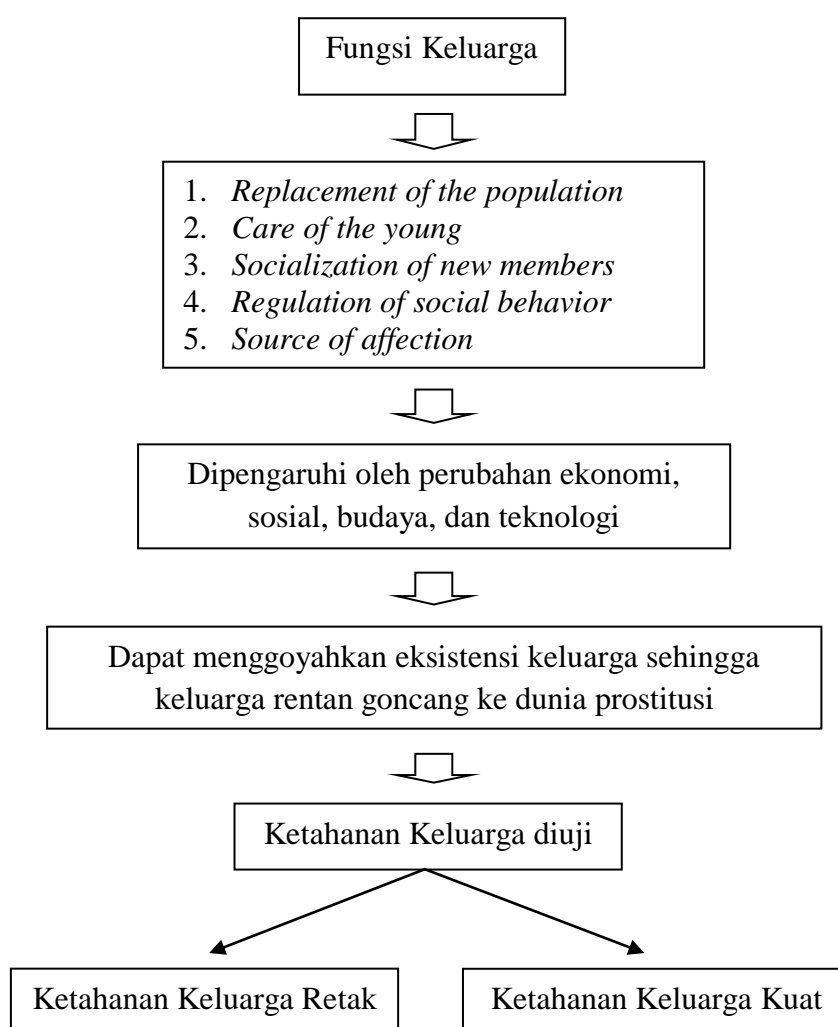 Fungsi Keluarga
1. Replacement of the population
2. Care of the young
3. Socialization of new members
4. Regulation of social behavior
5. Source of affection
Dipengaruhi oleh perubahan ekonomi,
sosial, budaya, dan teknologi
Dapat menggoyahkan eksistensi keluarga sehingga
keluarga rentan goncang ke dunia prostitusi
Ketahanan Keluarga diuji
Ketahanan Keluarga Retak
Ketahanan Keluarga Kuat